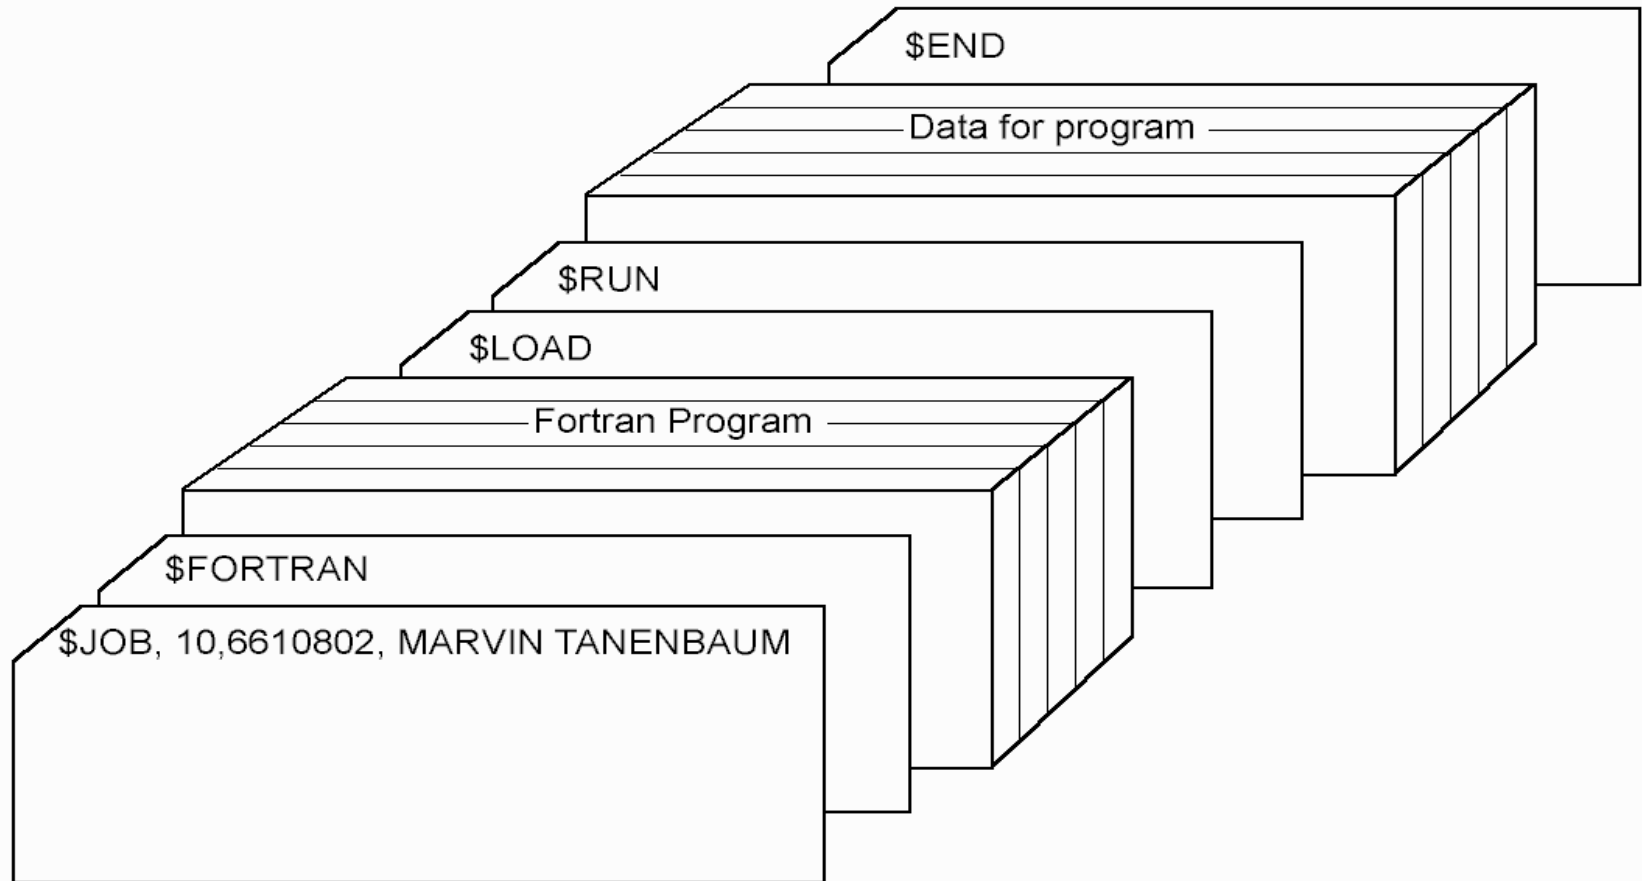 $END
Data for program
$RUN
$LOAD
Fortran Program
$FORTRAN
$JOB, 10,6610802, MARVIN TANENBAUM